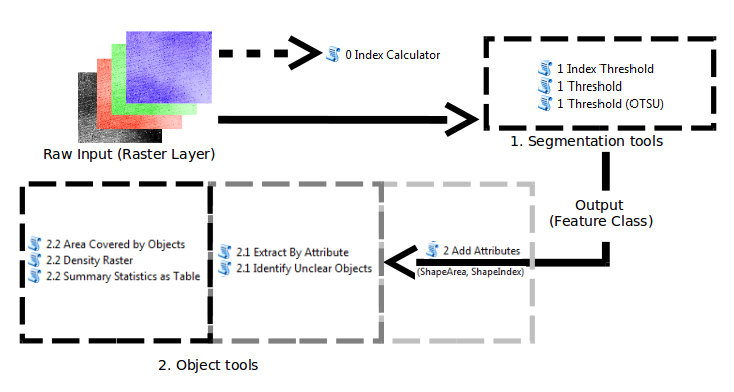 0 Index Calculator
1 Index Threshold
1 Threshold
1 Threshold (OTSU)
Raw Input (Raster Layer)
1. Segmentation tools
Output
(Feature Class)
2.2 Area Covered by Objects
2.2 Density Raster
2.2 Summary Statistics as Table
2.1 Extract By Attribute
2.1 Identify Unclear Objects
2 Add Attributes
(ShapeArea, ShapeIndex)
2. Object tools